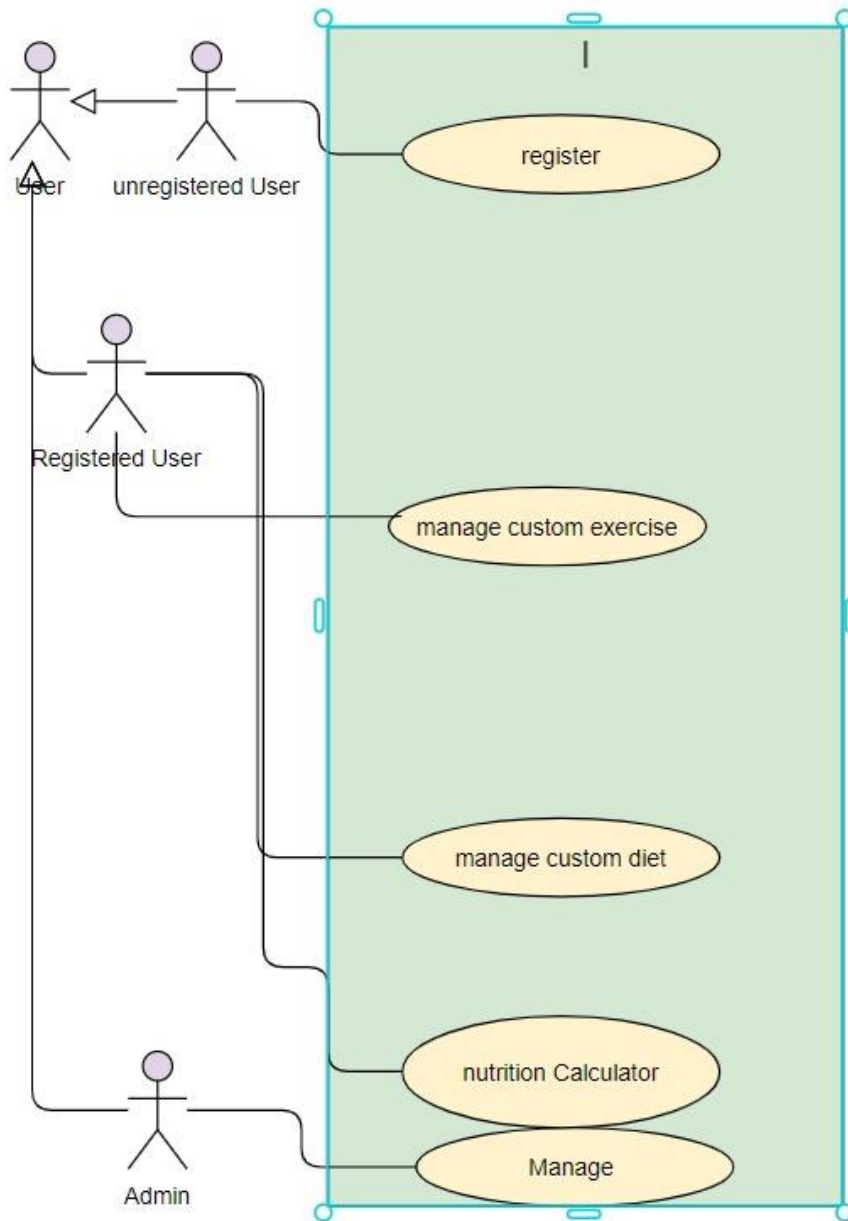 User
unregistered User
register
Registered User
manage custom exercise
manage custom diet
nutrition Calculator
Manage
Admin